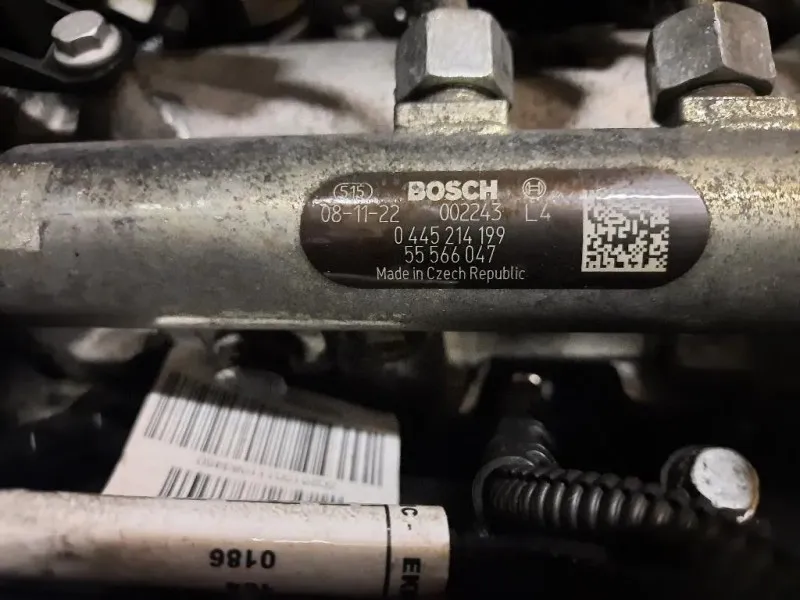 515 BOSCH
08-11-22 002243 L4
0 445 214 199
55 566 047
Made in Czech Republic
C - EK
0186